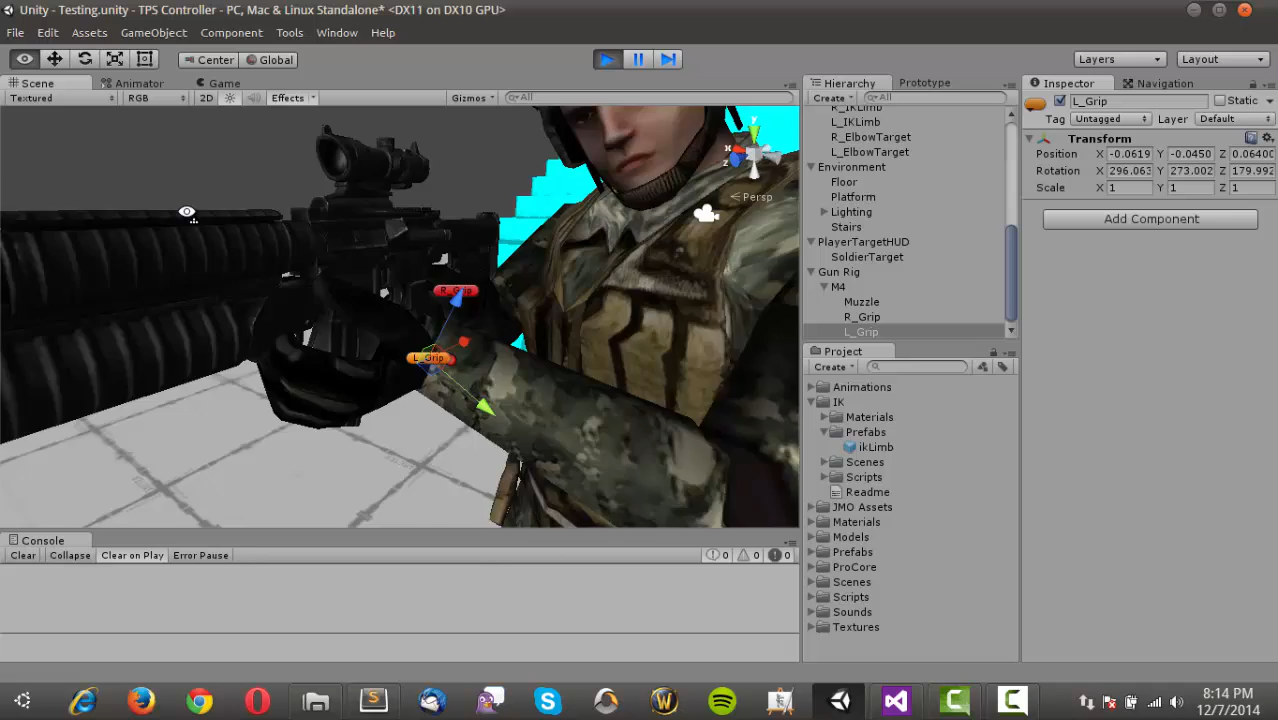 Unity - Testing.unity - TPS Controller - PC, Mac & Linux Standalone* <DX11 on DX10 GPU>
File Edit Assets GameObject Component Tools Window Help
Center Global Layers Layout
Scene Animator Game
Textured RGB 2D Effects Gizmos All
y
x
z
Persp
R_Grip
L_Grip
Hierarchy Prototype
Create All
R_IKLimb
L_IKLimb
R_ElbowTarget
L_ElbowTarget
Environment
Floor
Platform
Lighting
Stairs
PlayerTargetHUD
SoldierTarget
Gun Rig
M4
Muzzle
R_Grip
L_Grip
Project
Create
Animations
IK
Materials
Prefabs
ikLimb
Scenes
Scripts
Readme
JMO Assets
Materials
Models
Prefabs
ProCore
Scenes
Scripts
Sounds
Textures
Inspector Navigation
L_Grip Static
Tag Untagged Layer Default
Transform
Position X -0.0619 Y -0.0450 Z 0.06400
Rotation X 296.063 Y 273.002 Z 179.992
Scale X 1 Y 1 Z 1
Add Component
Console
Clear Collapse Clear on Play Error Pause 0 0 0
8:14 PM
12/7/2014